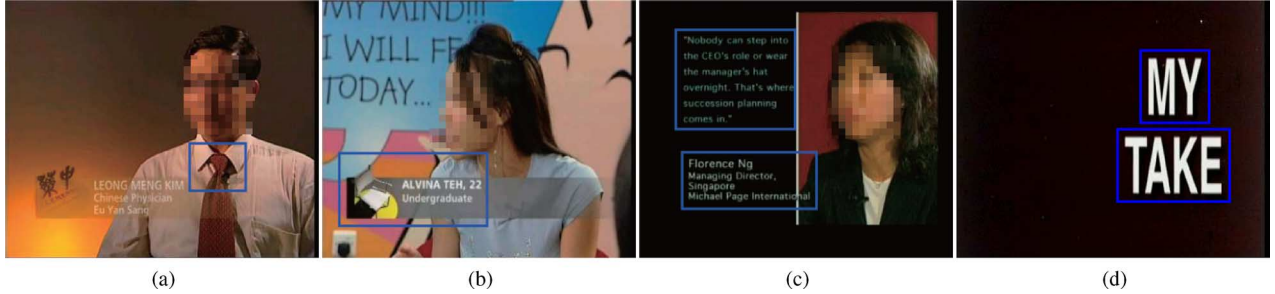 LEONG MENG KIM
Chinese Physician
Eu Yan Sang
(a)
MY MIND!!!
I WILL
TODAY...
ALVINA TEH, 22
Undergraduate
(b)
"Nobody can step into
the CEO's role or wear
the manager's hat
overnight. That's where
succession planning
comes in."
Florence Ng
Managing Director,
Singapore
Michael Page International
(c)
MY
TAKE
(d)